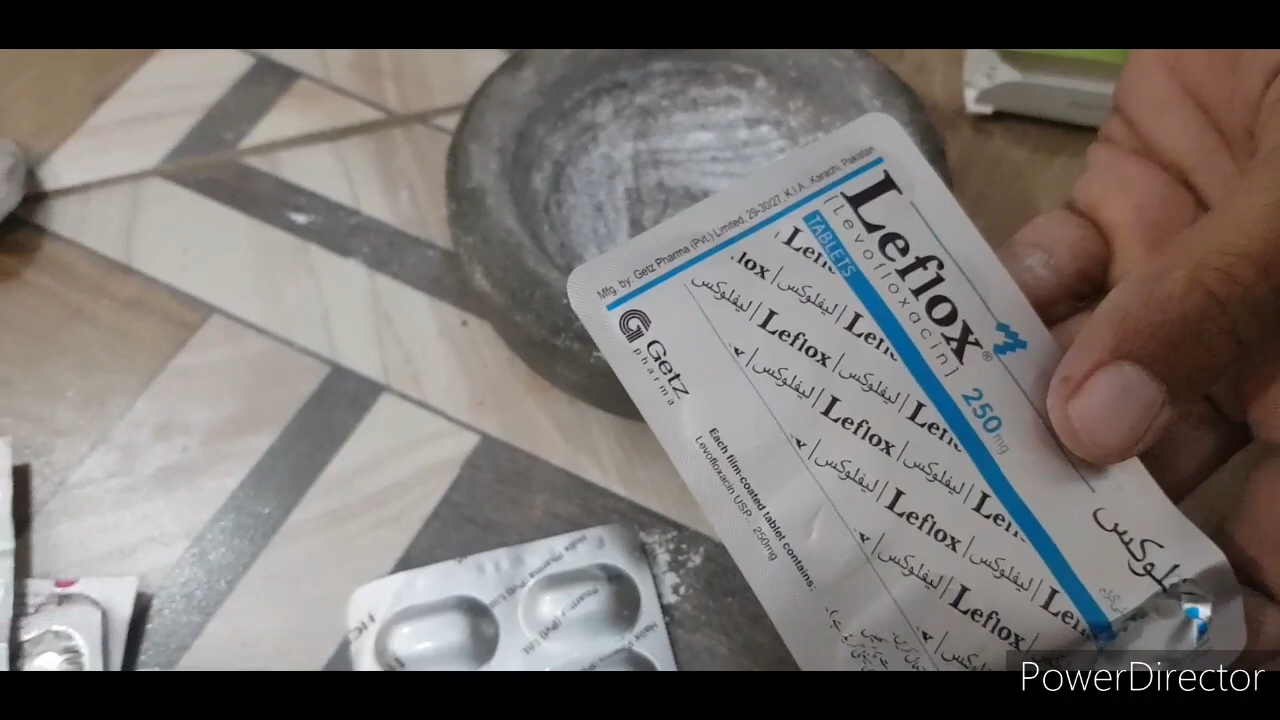 Mfg. by: Getz Pharma (Pvt.) Limited. 29-30/27, K.I.A., Karachi, Pakistan
Leflox®
[Levofloxacin]
TABLETS
250mg
Getz
pharma
Each film-coated tablet contains:
Levofloxacin USP... 250mg
لیفلوکس
Leflox | لیفلوکس
Leflox | لیفلوکس
Leflox | لیفلوکس
Leflox | لیفلوکس
Leflox
PowerDirector